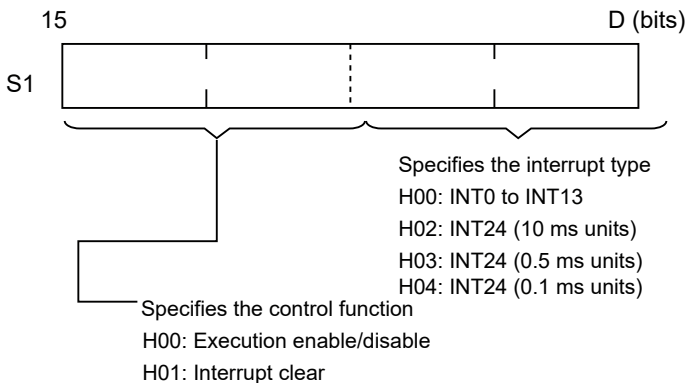 15 D (bits)
S1
Specifies the interrupt type
H00: INT0 to INT13
H02: INT24 (10 ms units)
H03: INT24 (0.5 ms units)
H04: INT24 (0.1 ms units)
Specifies the control function
H00: Execution enable/disable
H01: Interrupt clear